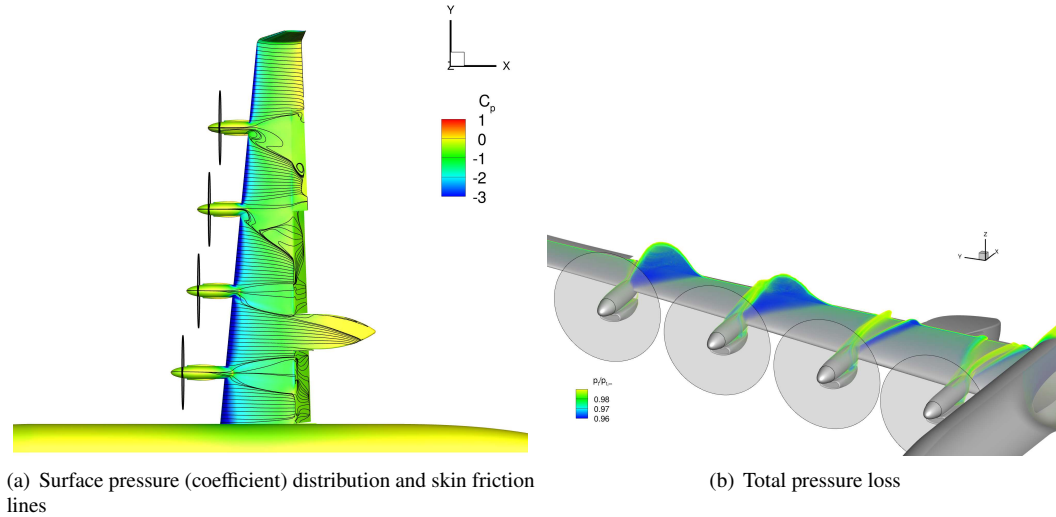 Y
Z
X
C_p
1
0
-1
-2
-3
Z
Y
X
p_t/p_{t,∞}
0.98
0.97
0.96
(a) Surface pressure (coefficient) distribution and skin friction
lines
(b) Total pressure loss